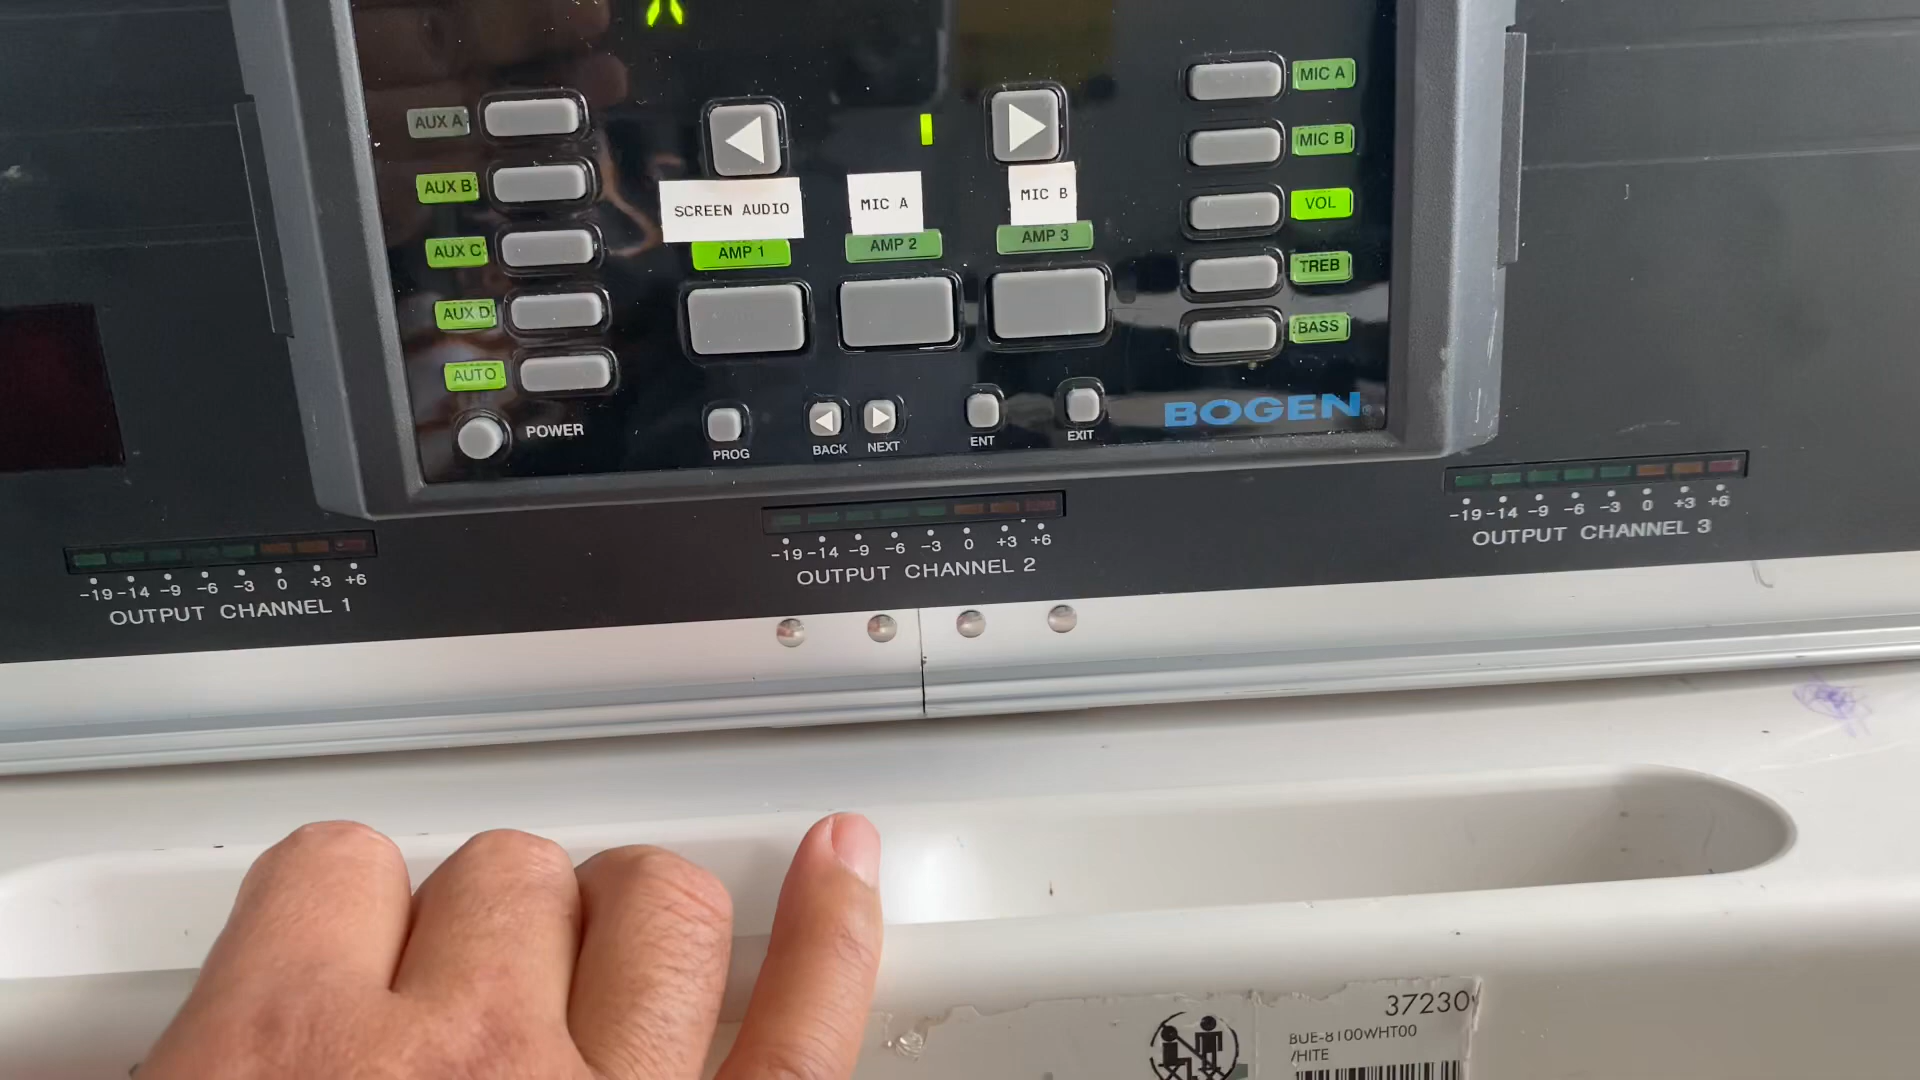 AUX A
AUX B
AUX C
AUX D
AUTO
POWER
SCREEN AUDIO
MIC A
MIC B
AMP 1
AMP 2
AMP 3
MIC A
MIC B
VOL
TREB
BASS
PROG
BACK
NEXT
ENT
EXIT
BOGEN
-19 -14 -9 -6 -3 0 +3 +6
OUTPUT CHANNEL 1
-19 -14 -9 -6 -3 0 +3 +6
OUTPUT CHANNEL 2
-19 -14 -9 -6 -3 0 +3 +6
OUTPUT CHANNEL 3
37230
BUE-8100WHT00
/HITE